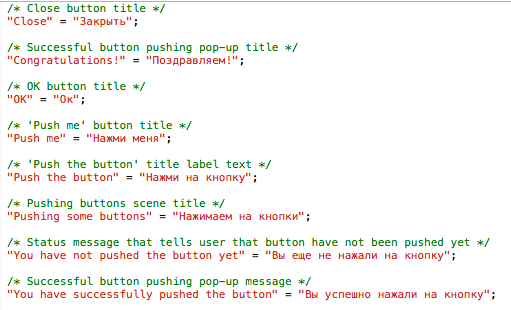 /* Close button title */
"Close" = "Закрыть";
/* Successful button pushing pop-up title */
"Congratulations!" = "Поздравляем!";
/* OK button title */
"OK" = "Ок";
/* 'Push me' button title */
"Push me" = "Нажми меня";
/* 'Push the button' title label text */
"Push the button" = "Нажми на кнопку";
/* Pushing buttons scene title */
"Pushing some buttons" = "Нажимаем на кнопки";
/* Status message that tells user that button have not been pushed yet */
"You have not pushed the button yet" = "Вы еще не нажали на кнопку";
/* Successful button pushing pop-up message */
"You have successfully pushed the button" = "Вы успешно нажали на кнопку";